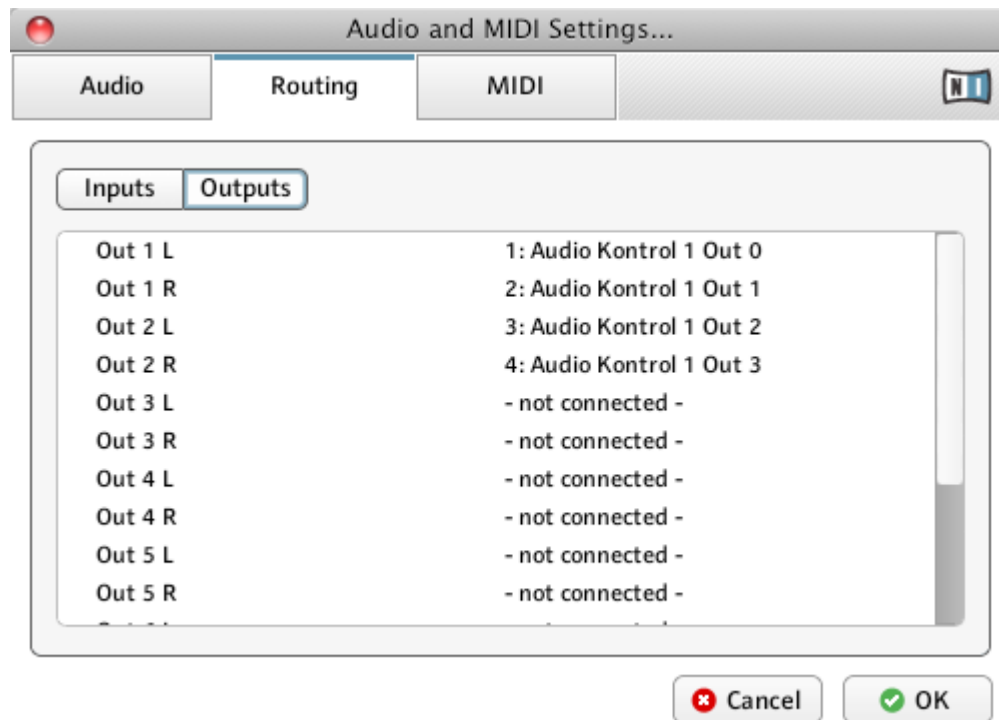 Audio and MIDI Settings...
Audio Routing MIDI
NI
Inputs Outputs
Out 1 L 1: Audio Kontrol 1 Out 0
Out 1 R 2: Audio Kontrol 1 Out 1
Out 2 L 3: Audio Kontrol 1 Out 2
Out 2 R 4: Audio Kontrol 1 Out 3
Out 3 L - not connected -
Out 3 R - not connected -
Out 4 L - not connected -
Out 4 R - not connected -
Out 5 L - not connected -
Out 5 R - not connected -
Cancel OK